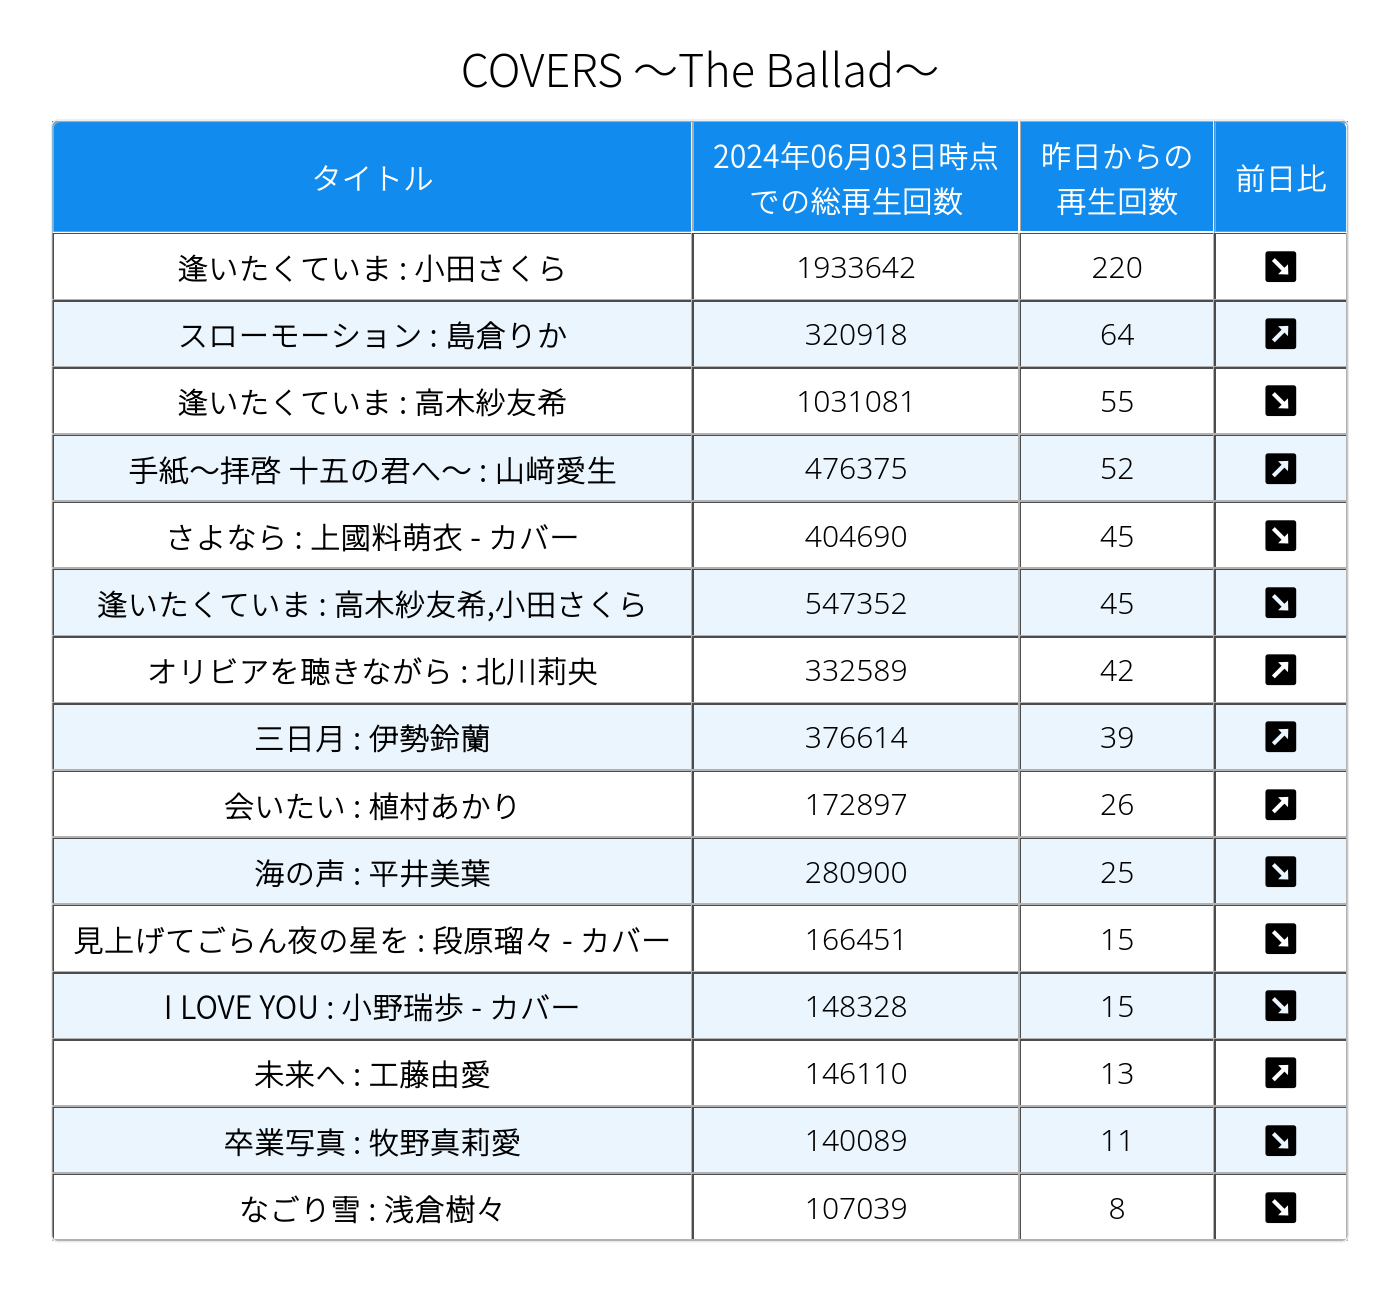 COVERS ～The Ballad～
タイトル
2024年06月03日時点
での総再生回数
昨日からの
再生回数
前日比
逢いたくていま : 小田さくら 1933642 220
スローモーション : 島倉りか 320918 64
逢いたくていま : 高木紗友希 1031081 55
手紙～拝啓 十五の君へ～ : 山﨑愛生 476375 52
さよなら : 上國料萌衣 - カバー 404690 45
逢いたくていま : 高木紗友希,小田さくら 547352 45
オリビアを聴きながら : 北川莉央 332589 42
三日月 : 伊勢鈴蘭 376614 39
会いたい : 植村あかり 172897 26
海の声 : 平井美葉 280900 25
見上げてごらん夜の星を : 段原瑠々 - カバー 166451 15
I LOVE YOU : 小野瑞歩 - カバー 148328 15
未来へ : 工藤由愛 146110 13
卒業写真 : 牧野真莉愛 140089 11
なごり雪 : 浅倉樹々 107039 8